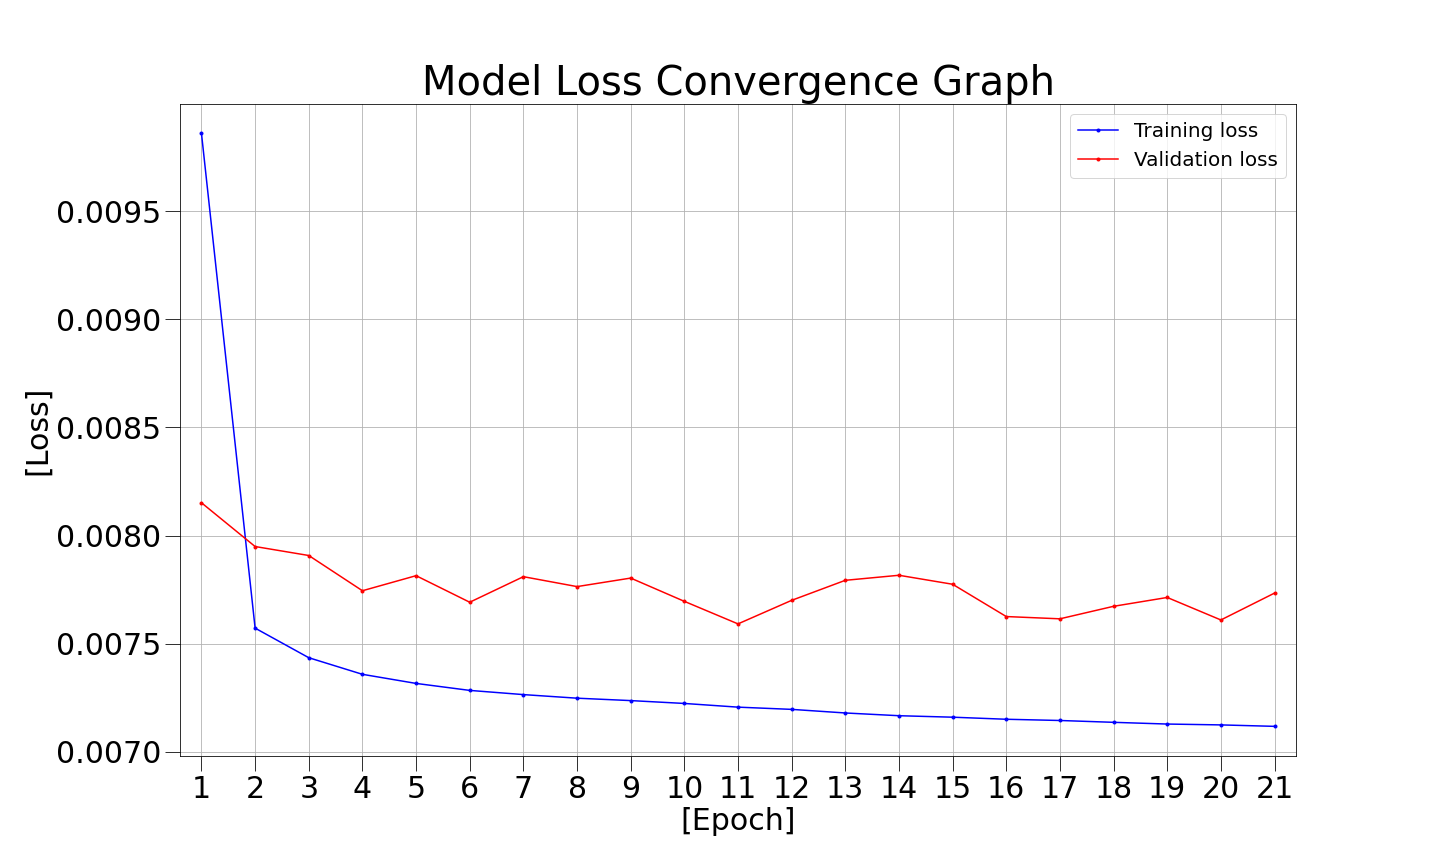 Model Loss Convergence Graph
Training loss
Validation loss
0.0095
0.0090
0.0085
0.0080
0.0075
0.0070
[Loss]
1 2 3 4 5 6 7 8 9 10 11 12 13 14 15 16 17 18 19 20 21
[Epoch]